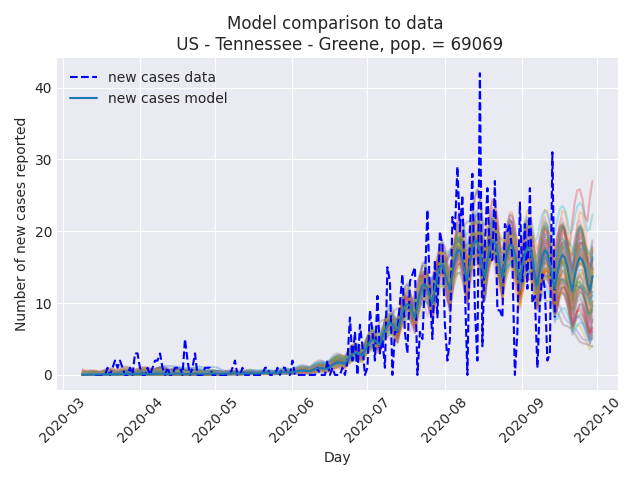 Model comparison to data
US - Tennessee - Greene, pop. = 69069
new cases data
new cases model
Number of new cases reported
40
30
20
10
0
2020-03
2020-04
2020-05
2020-06
2020-07
2020-08
2020-09
2020-10
Day